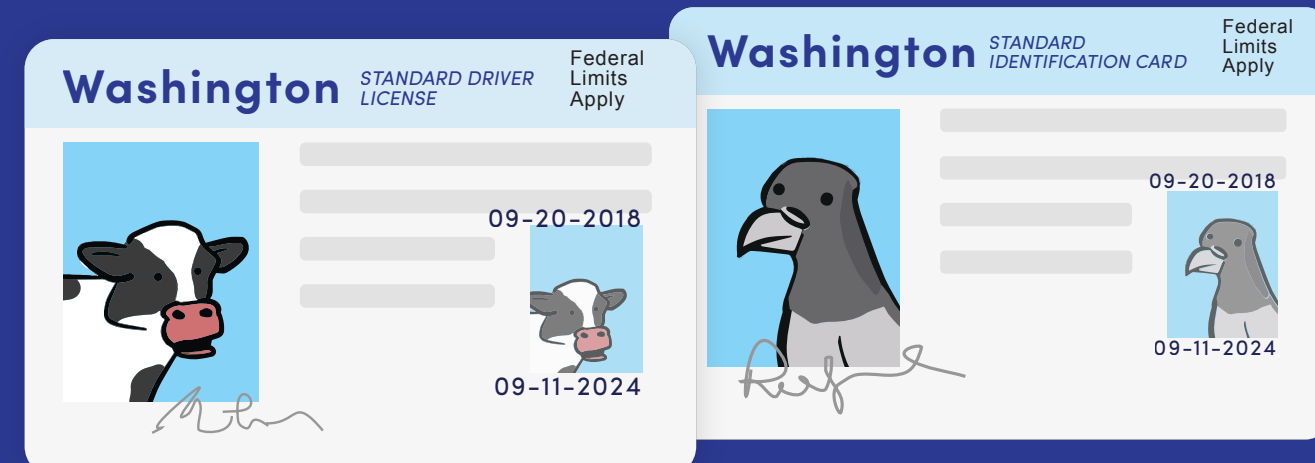 Washington
STANDARD DRIVER
LICENSE
Federal
Limits
Apply
09-20-2018
09-11-2024
Washington
STANDARD
IDENTIFICATION CARD
Federal
Limits
Apply
09-20-2018
09-11-2024